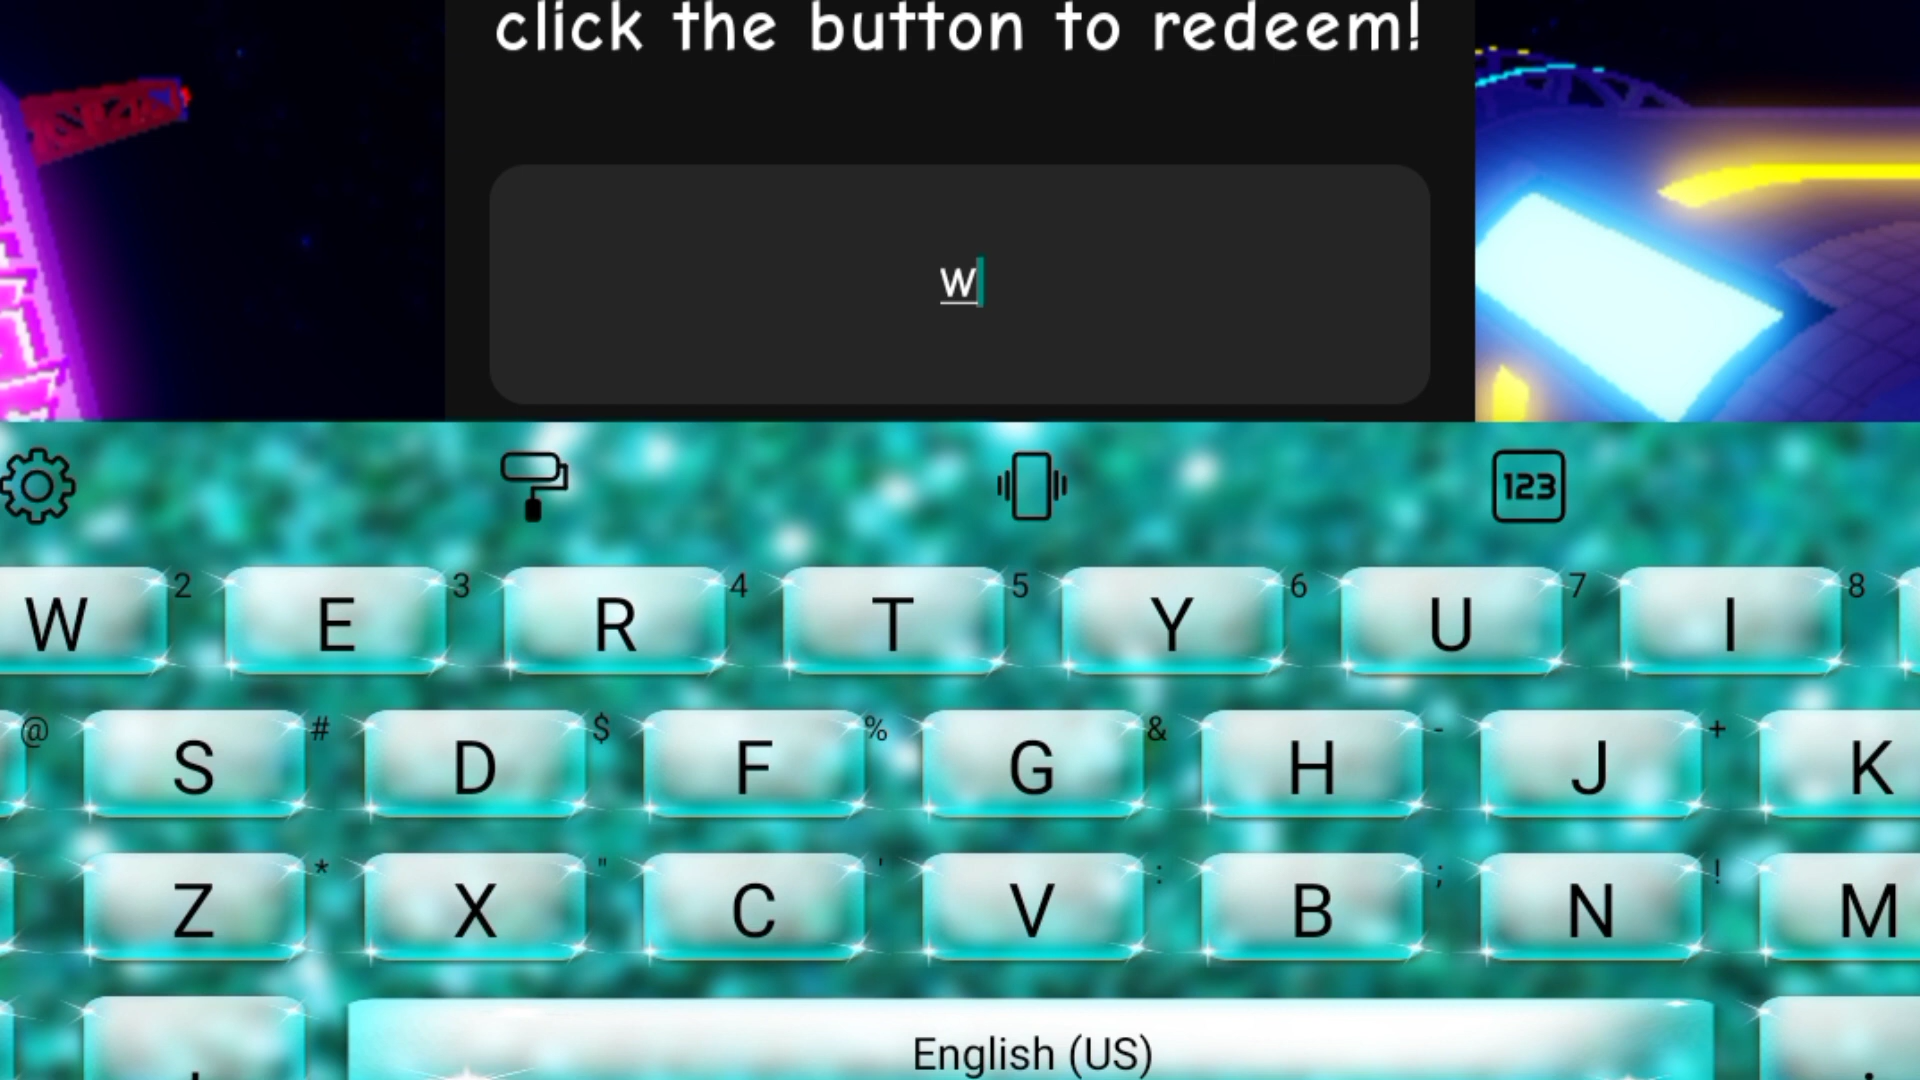 click the button to redeem!
w
123
W 2 E 3 R 4 T 5 Y 6 U 7 I 8
@ S # D $ F % G & H - J + K
Z * X " C ' V : B ; N ! M
English (US)